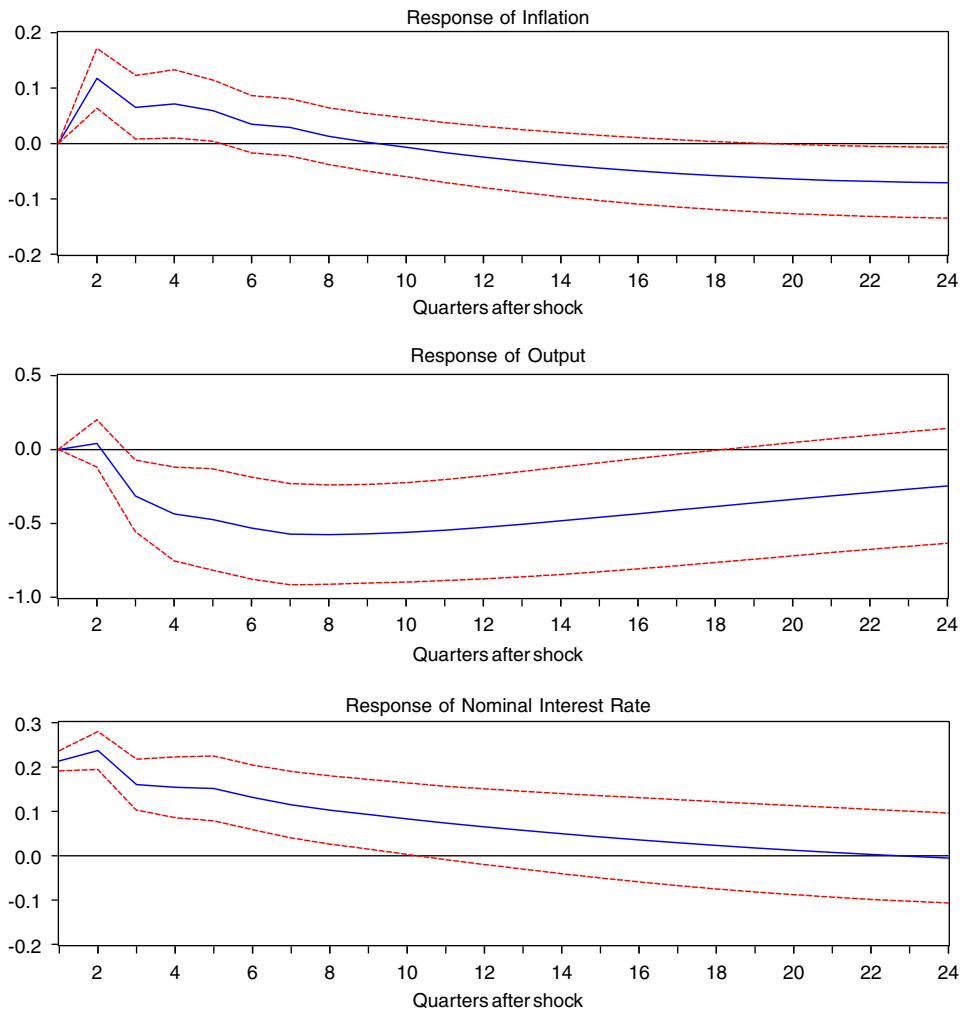 Response of Inflation
0.2
0.1
0.0
-0.1
-0.2
2 4 6 8 10 12 14 16 18 20 22 24
Quarters after shock
Response of Output
0.5
0.0
-0.5
-1.0
2 4 6 8 10 12 14 16 18 20 22 24
Quarters after shock
Response of Nominal Interest Rate
0.3
0.2
0.1
0.0
-0.1
-0.2
2 4 6 8 10 12 14 16 18 20 22 24
Quarters after shock